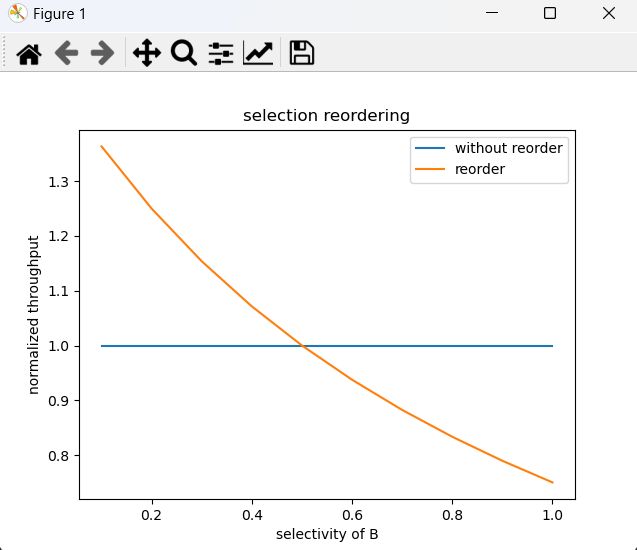 Figure 1
selection reordering
without reorder
reorder
normalized throughput
1.3
1.2
1.1
1.0
0.9
0.8
0.2 0.4 0.6 0.8 1.0
selectivity of B